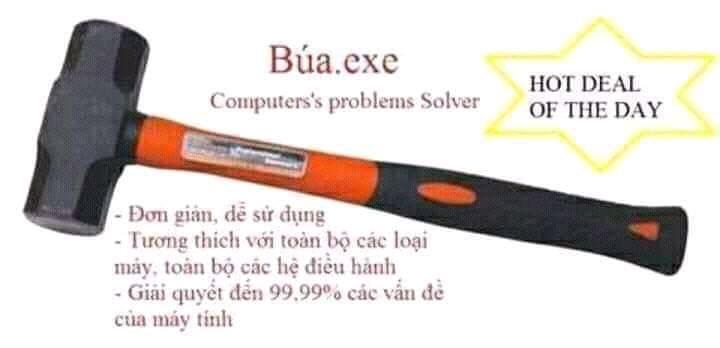 Búa.exe
Computers's problems Solver
HOT DEAL
OF THE DAY
- Đơn giản, dễ sử dụng
- Tương thích với toàn bộ các loại
máy, toàn bộ các hệ điều hành
- Giải quyết đến 99,99% các vấn đề
của máy tính